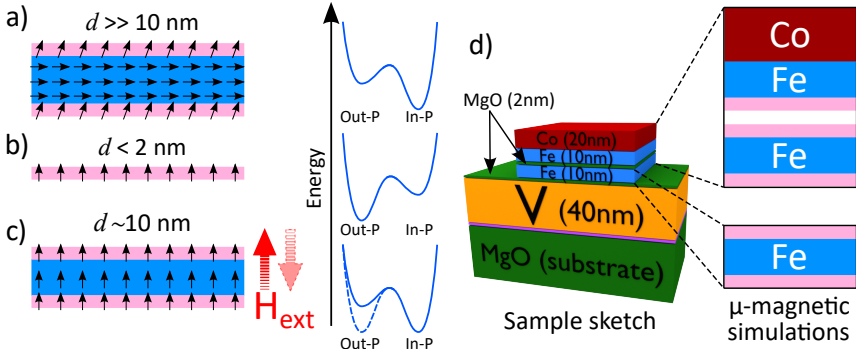 a)
d >> 10 nm
b)
d < 2 nm
c)
d ~10 nm
Hext
Energy
Out-P
In-P
Out-P
In-P
Out-P
In-P
d)
MgO (2nm)
Co (20nm)
Fe (10nm)
Fe (10nm)
V (40nm)
MgO (substrate)
Sample sketch
Co
Fe
Fe
Fe
μ-magnetic
simulations